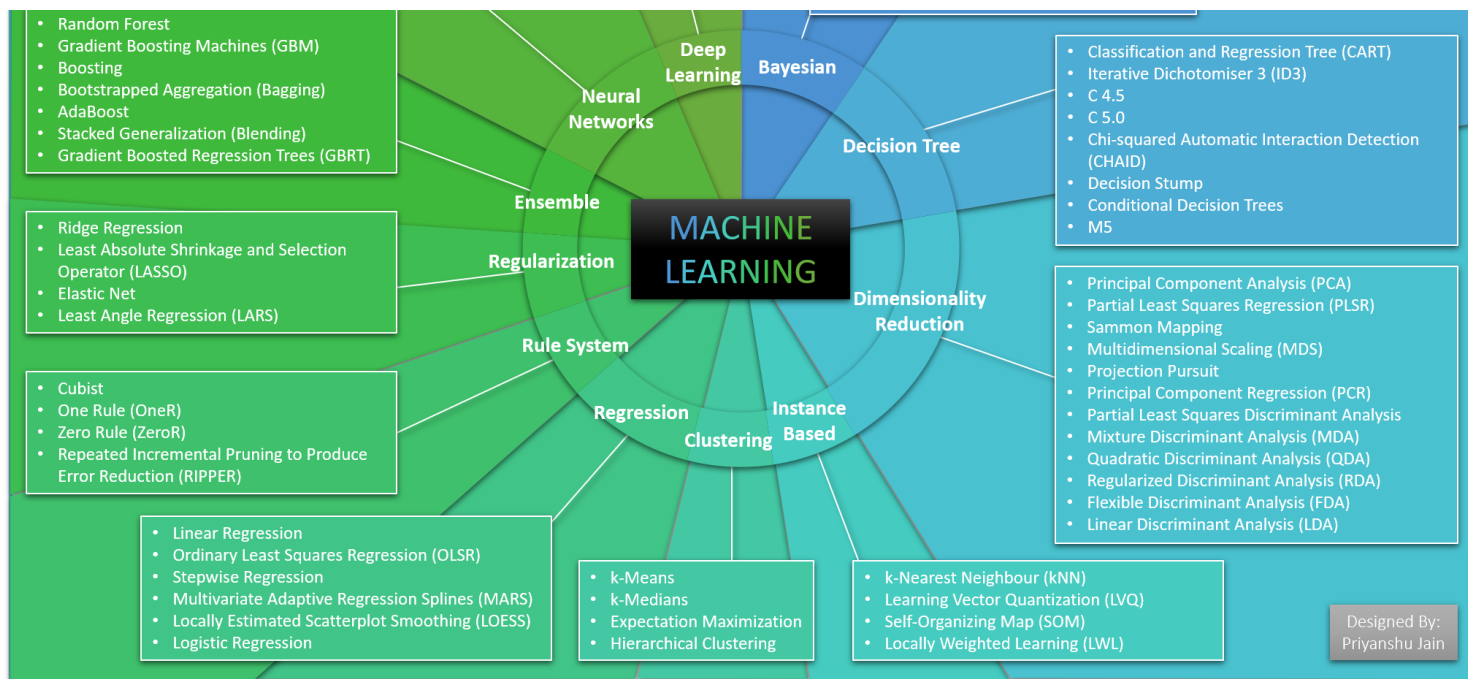 • Random Forest
• Gradient Boosting Machines (GBM)
• Boosting
• Bootstrapped Aggregation (Bagging)
• AdaBoost
• Stacked Generalization (Blending)
• Gradient Boosted Regression Trees (GBRT)
• Ridge Regression
• Least Absolute Shrinkage and Selection
Operator (LASSO)
• Elastic Net
• Least Angle Regression (LARS)
• Cubist
• One Rule (OneR)
• Zero Rule (ZeroR)
• Repeated Incremental Pruning to Produce
Error Reduction (RIPPER)
• Linear Regression
• Ordinary Least Squares Regression (OLSR)
• Stepwise Regression
• Multivariate Adaptive Regression Splines (MARS)
• Locally Estimated Scatterplot Smoothing (LOESS)
• Logistic Regression
Deep
Learning
Bayesian
Neural
Networks
Decision Tree
Ensemble
MACHINE
LEARNING
Regularization
Dimensionality
Reduction
Rule System
Regression
Clustering
Instance
Based
• k-Means
• k-Medians
• Expectation Maximization
• Hierarchical Clustering
• k-Nearest Neighbour (kNN)
• Learning Vector Quantization (LVQ)
• Self-Organizing Map (SOM)
• Locally Weighted Learning (LWL)
• Classification and Regression Tree (CART)
• Iterative Dichotomiser 3 (ID3)
• C 4.5
• C 5.0
• Chi-squared Automatic Interaction Detection
(CHAID)
• Decision Stump
• Conditional Decision Trees
• M5
• Principal Component Analysis (PCA)
• Partial Least Squares Regression (PLSR)
• Sammon Mapping
• Multidimensional Scaling (MDS)
• Projection Pursuit
• Principal Component Regression (PCR)
• Partial Least Squares Discriminant Analysis
• Mixture Discriminant Analysis (MDA)
• Quadratic Discriminant Analysis (QDA)
• Regularized Discriminant Analysis (RDA)
• Flexible Discriminant Analysis (FDA)
• Linear Discriminant Analysis (LDA)
Designed By:
Priyanshu Jain